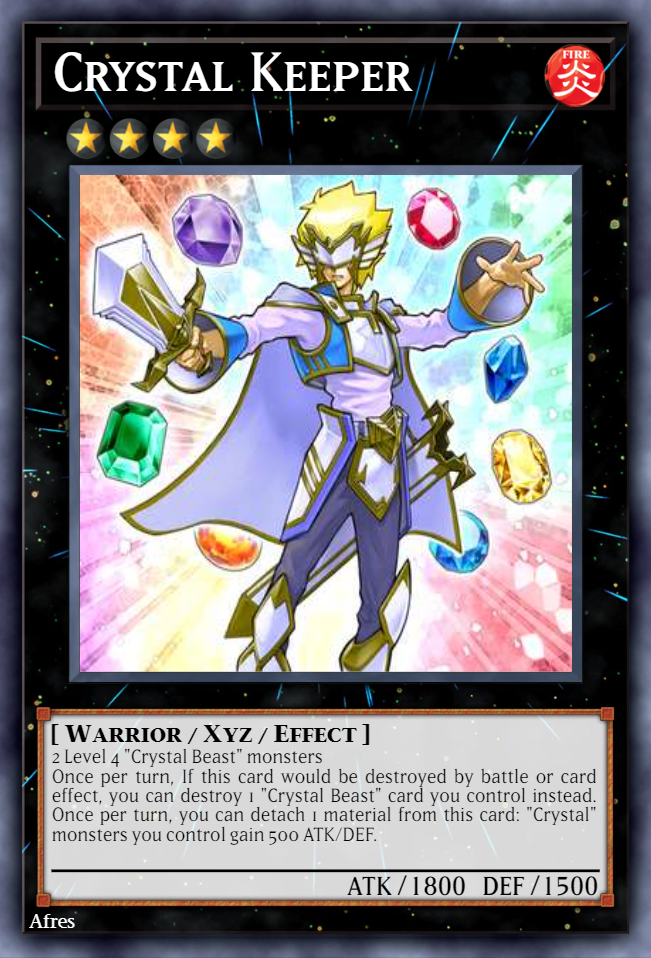 Crystal Keeper
FIRE
炎
[ Warrior / Xyz / Effect ]
2 Level 4 "Crystal Beast" monsters
Once per turn, If this card would be destroyed by battle or card
effect, you can destroy 1 "Crystal Beast" card you control instead.
Once per turn, you can detach 1 material from this card: "Crystal"
monsters you control gain 500 ATK/DEF.
ATK / 1800 DEF / 1500
Afres